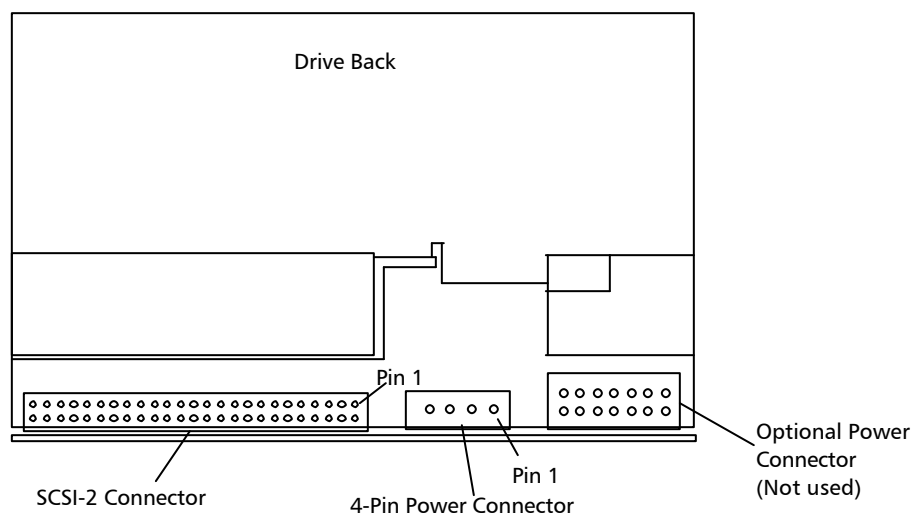 Drive Back
Pin 1
Optional Power
Connector
(Not used)
Pin 1
SCSI-2 Connector
4-Pin Power Connector